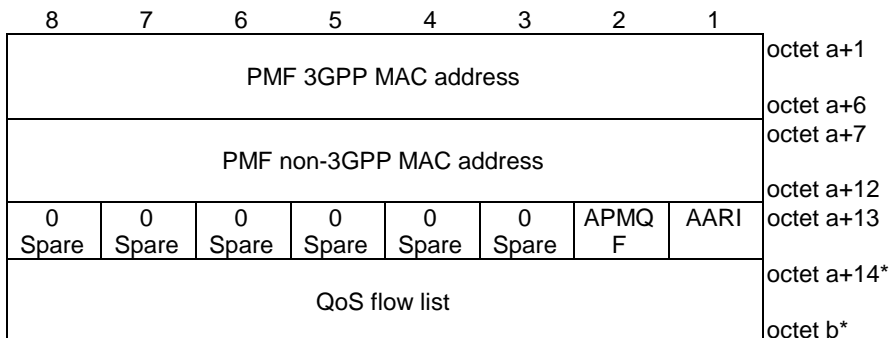 8 7 6 5 4 3 2 1
octet a+1
PMF 3GPP MAC address
octet a+6
octet a+7
PMF non-3GPP MAC address
octet a+12
0 0 0 0 0 0 APMQ AARI octet a+13
Spare Spare Spare Spare Spare Spare F
octet a+14*
QoS flow list
octet b*